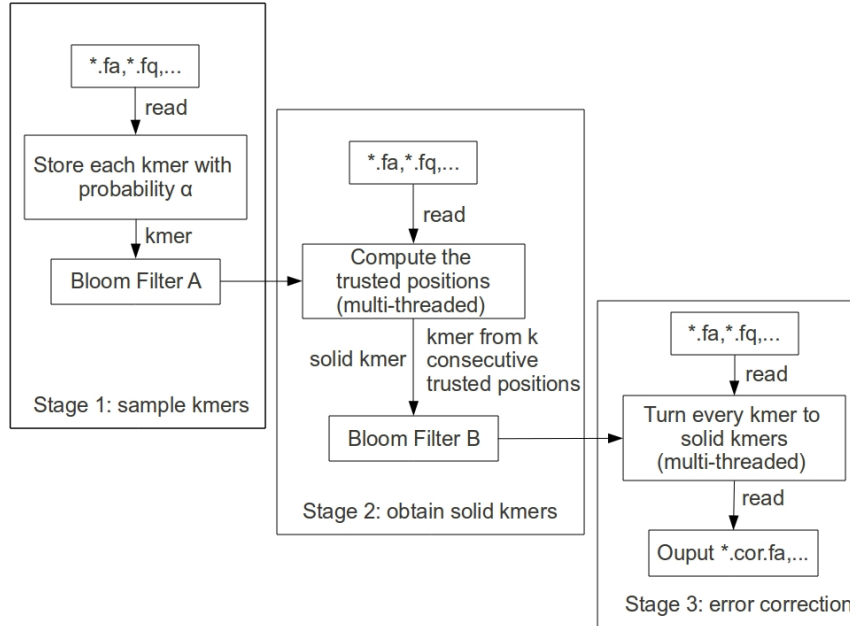 *.fa,*.fq,...
read
Store each kmer with
probability α
kmer
Bloom Filter A
Stage 1: sample kmers
*.fa,*.fq,...
read
Compute the
trusted positions
(multi-threaded)
solid kmer
kmer from k
consecutive
trusted positions
Bloom Filter B
Stage 2: obtain solid kmers
*.fa,*.fq,...
read
Turn every kmer to
solid kmers
(multi-threaded)
read
Ouput *.cor.fa,...
Stage 3: error correction